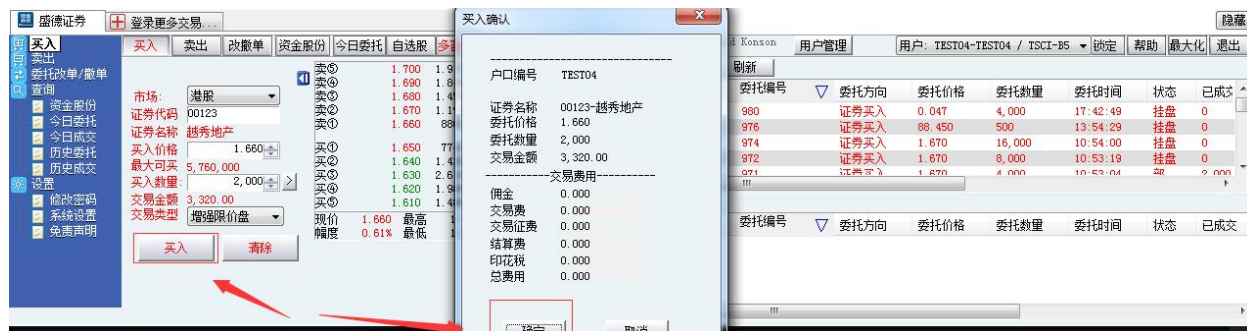 盛德证券
登录更多交易...
隐藏
买入
卖出
委托改单/撤单
查询
资金股份
今日委托
今日成交
历史委托
历史成交
设置
修改密码
系统设置
免责声明
买入 卖出 改撤单 资金股份 今日委托 自选股
市场: 港股
证券代码 00123
证券名称 越秀地产
买入价格 1.660
最大可买 5,760,000
买入数量: 2,000 >
交易金额 3,320.00
交易类型 增强限价盘
买入 清除
卖⑤ 1.700
卖④ 1.690
卖③ 1.680
卖② 1.670
卖① 1.660
买① 1.650
买② 1.640
买③ 1.630
买④ 1.620
买⑤ 1.610
现价 1.660 最高
幅度 0.61% 最低
买入确认
户口编号 TEST04
证券名称 00123-越秀地产
委托价格 1.660
委托数量 2,000
交易金额 3,320.00
交易费用
佣金 0.000
交易费 0.000
交易征费 0.000
结算费 0.000
印花税 0.000
总费用 0.000
确定 取消
Konson 用户管理 用户: TEST04-TEST04 / TSCI-B5 锁定 帮助 最大化 退出
刷新
委托编号 委托方向 委托价格 委托数量 委托时间 状态 已成交
980 证券买入 0.047 4,000 17:42:49 挂盘 0
976 证券买入 88.450 500 13:54:29 挂盘 0
974 证券买入 1.670 16,000 10:54:00 挂盘 0
972 证券买入 1.670 8,000 10:53:19 挂盘 0
971 证券买入 1.670 4,000 10:53:04 部 2,000
委托编号 委托方向 委托价格 委托数量 委托时间 状态 已成交